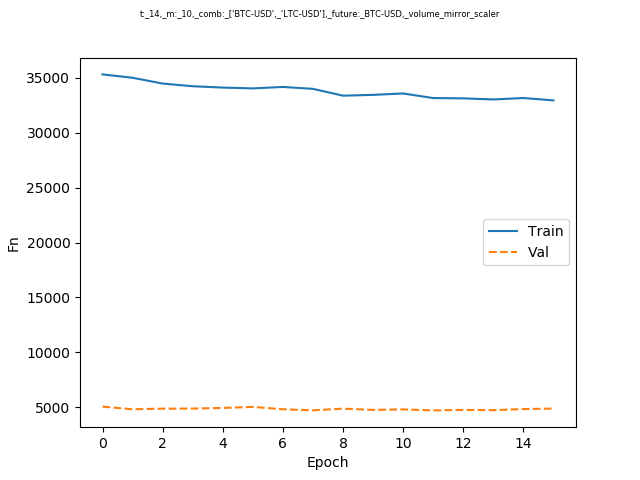 t:_14,_m:_10,_comb:_['BTC-USD',_'LTC-USD'],_future:_BTC-USD,_volume_mirror_scaler
35000
30000
25000
20000
15000
10000
5000
Fn
Train
Val
0 2 4 6 8 10 12 14
Epoch